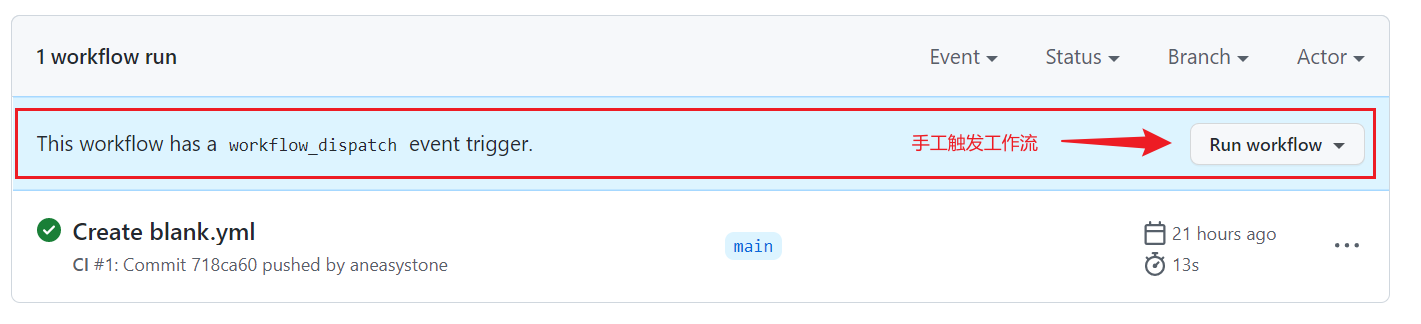 1 workflow run Event Status Branch Actor
This workflow has a workflow_dispatch event trigger. 手工触发工作流 Run workflow
Create blank.yml main 21 hours ago
CI #1: Commit 718ca60 pushed by aneasystone 13s